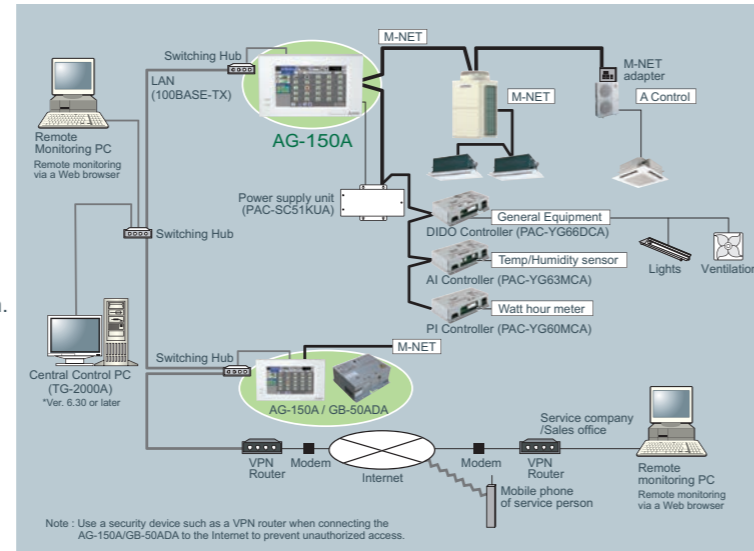 M-NET
Switching Hub
LAN
(100BASE-TX)
M-NET
adapter
M-NET
A Control
AG-150A
Remote
Monitoring PC
Remote monitoring
via a Web browser
Power supply unit
(PAC-SC51KUA)
General Equipment
DIDO Controller (PAC-YG66DCA)
Switching Hub
Temp/Humidity sensor
Lights
Ventilation
AI Controller (PAC-YG63MCA)
Watt hour meter
PI Controller (PAC-YG60MCA)
Switching Hub
M-NET
Central Control PC
(TG-2000A)
*Ver. 6.30 or later
AG-150A / GB-50ADA
Service company
/Sales office
VPN
Router
Modem
Internet
Modem
VPN
Router
Remote
monitoring PC
Remote monitoring
via a Web browser
Mobile phone
of service person
Note : Use a security device such as a VPN router when connecting the
AG-150A/GB-50ADA to the Internet to prevent unauthorized access.